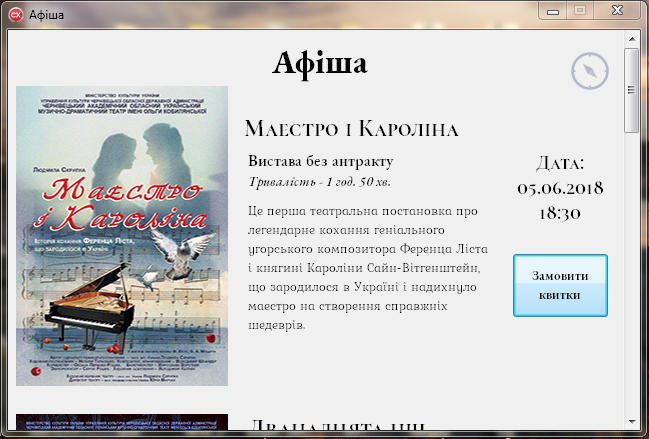 Афіша
Афіша
МІНІСТЕРСТВО КУЛЬТУРИ УКРАЇНИ
УПРАВЛІННЯ КУЛЬТУРИ ЧЕРНІВЕЦЬКОЇ ОБЛАСНОЇ ДЕРЖАВНОЇ АДМІНІСТРАЦІЇ
ЧЕРНІВЕЦЬКИЙ АКАДЕМІЧНИЙ ОБЛАСНИЙ УКРАЇНСЬКИЙ
МУЗИЧНО-ДРАМАТИЧНИЙ ТЕАТР ІМЕНІ ОЛЬГИ КОБИЛЯНСЬКОЇ
Людмила Скрипка
Маестро
і Кароліна
Історія кохання Ференца Ліста,
що зародилося в Україні
Маестро і Кароліна
Вистава без антракту
Тривалість - 1 год. 50 хв.
Це перша театральна постановка про
легендарне кохання геніального
угорського композитора Ференца Ліста
і княгині Кароліни Сайн-Вітгенштейн,
що зародилося в Україні і надихнуло
маестро на створення справжніх
шедеврів.
Дата:
05.06.2018
18:30
Замовити
квитки